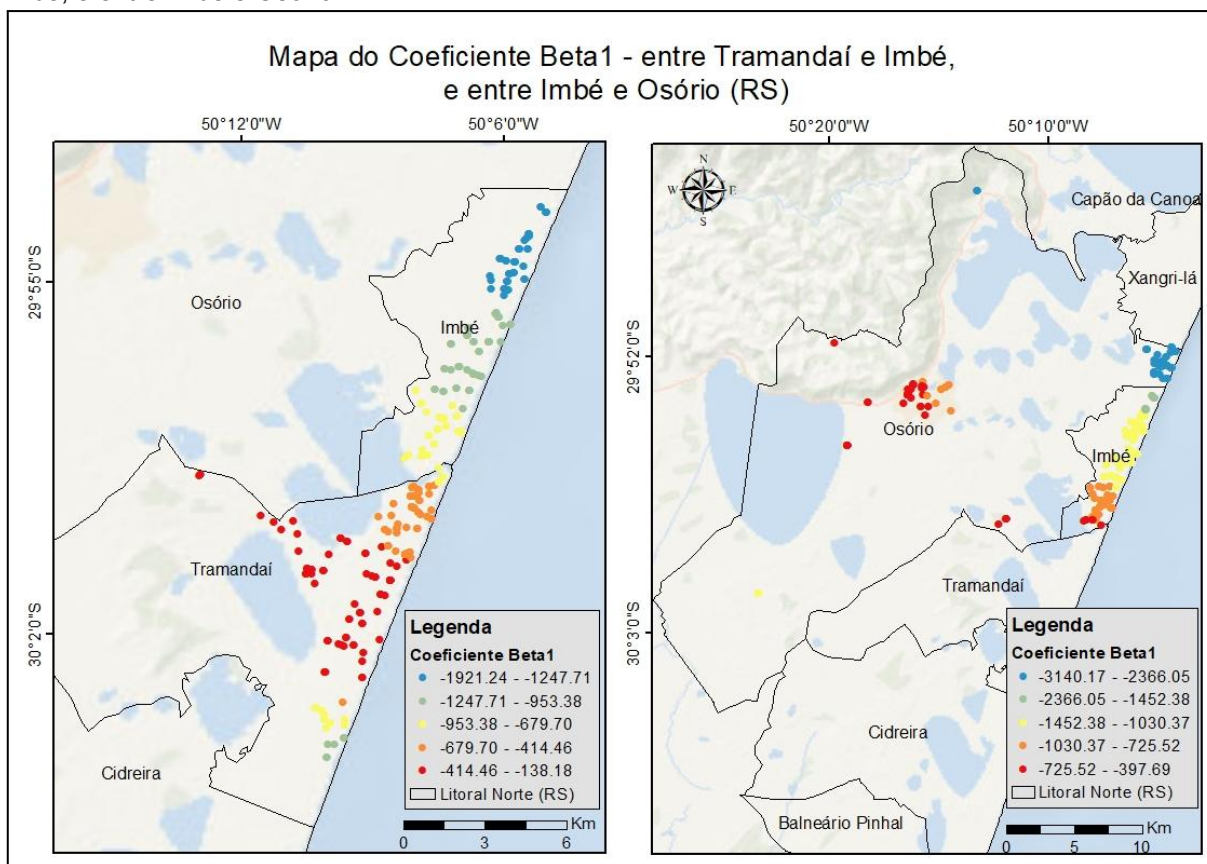 Mapa do Coeficiente Beta1 - entre Tramandaí e Imbé,
e entre Imbé e Osório (RS)
50°12'0"W
50°6'0"W
29°55'0"S
30°2'0"S
Osório
Imbé
Tramandaí
Cidreira
Legenda
Coeficiente Beta1
-1921.24 - -1247.71
-1247.71 - -953.38
-953.38 - -679.70
-679.70 - -414.46
-414.46 - -138.18
Litoral Norte (RS)
Km
0 3 6
50°20'0"W
50°10'0"W
29°52'0"S
30°3'0"S
N
W E
S
Capão da Canoa
Xangri-lá
Osório
Imbé
Tramandaí
Cidreira
Balneário Pinhal
Legenda
Coeficiente Beta1
-3140.17 - -2366.05
-2366.05 - -1452.38
-1452.38 - -1030.37
-1030.37 - -725.52
-725.52 - -397.69
Litoral Norte (RS)
Km
0 5 10